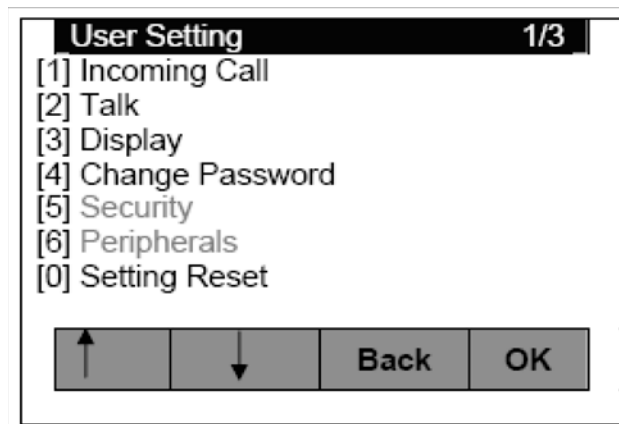 User Setting 1/3
[1] Incoming Call
[2] Talk
[3] Display
[4] Change Password
[5] Security
[6] Peripherals
[0] Setting Reset
↑ ↓ Back OK